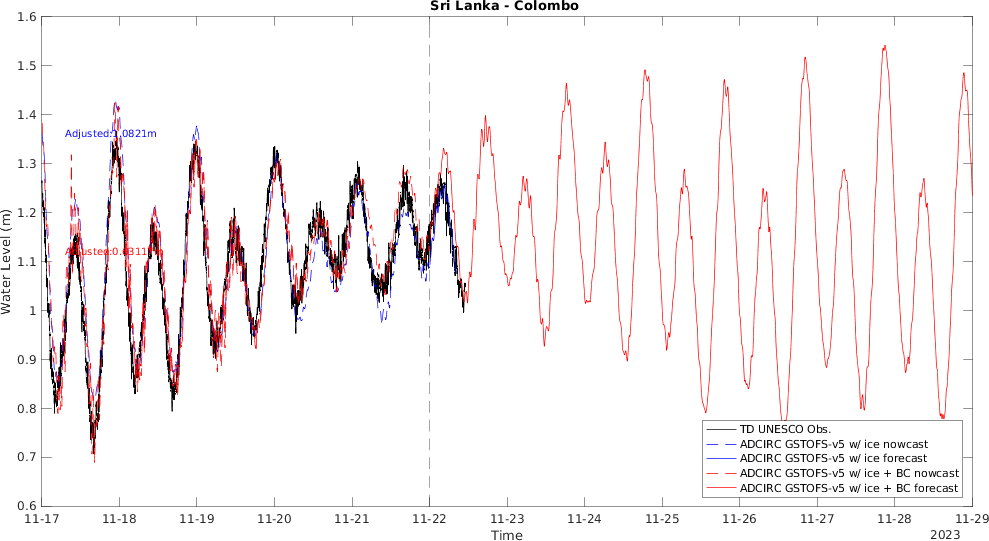 Sri Lanka - Colombo
1.6
1.5
1.4
1.3
1.2
1.1
1
0.9
0.8
0.7
0.6
Water Level (m)
Adjusted:1.0821m
TD UNESCO Obs.
ADCIRC GSTOFS-v5 w/ ice nowcast
ADCIRC GSTOFS-v5 w/ ice forecast
ADCIRC GSTOFS-v5 w/ ice + BC nowcast
ADCIRC GSTOFS-v5 w/ ice + BC forecast
11-17 11-18 11-19 11-20 11-21 11-22 11-23 11-24 11-25 11-26 11-27 11-28 11-29
Time
2023